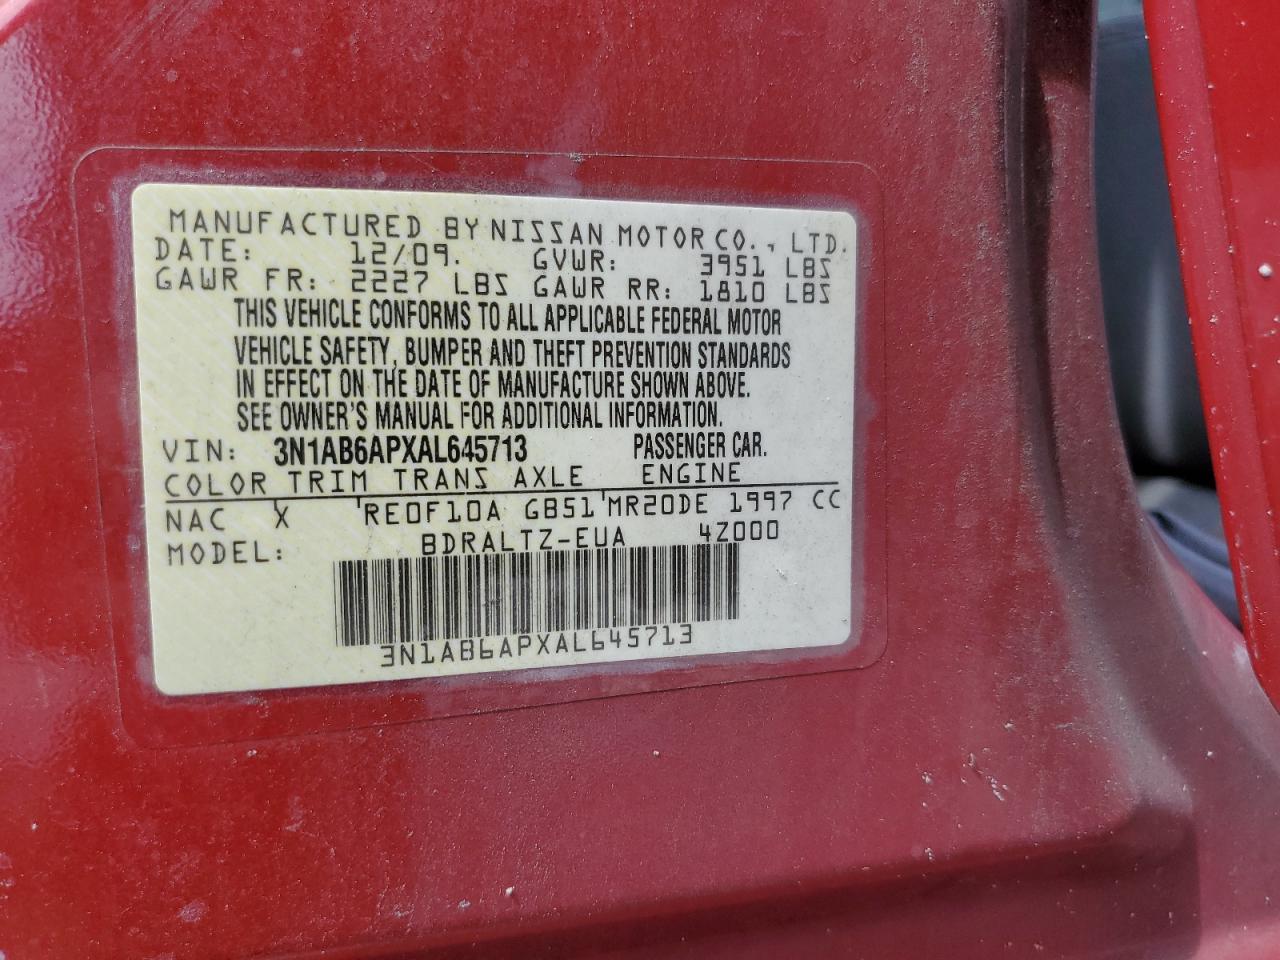 MANUFACTURED BY NISSAN MOTOR CO., LTD.
DATE: 12/09. GVWR: 3951 LBS
GAWR FR: 2227 LBS GAWR RR: 1810 LBS
THIS VEHICLE CONFORMS TO ALL APPLICABLE FEDERAL MOTOR
VEHICLE SAFETY, BUMPER AND THEFT PREVENTION STANDARDS
IN EFFECT ON THE DATE OF MANUFACTURE SHOWN ABOVE.
SEE OWNER'S MANUAL FOR ADDITIONAL INFORMATION.
VIN: 3N1AB6APXAL645713 PASSENGER CAR.
COLOR TRIM TRANS AXLE ENGINE
NAC X RE0F10A GB51 MR20DE 1997 CC
MODEL: BDRALTZ-EUA 4Z000
3N1AB6APXAL645713